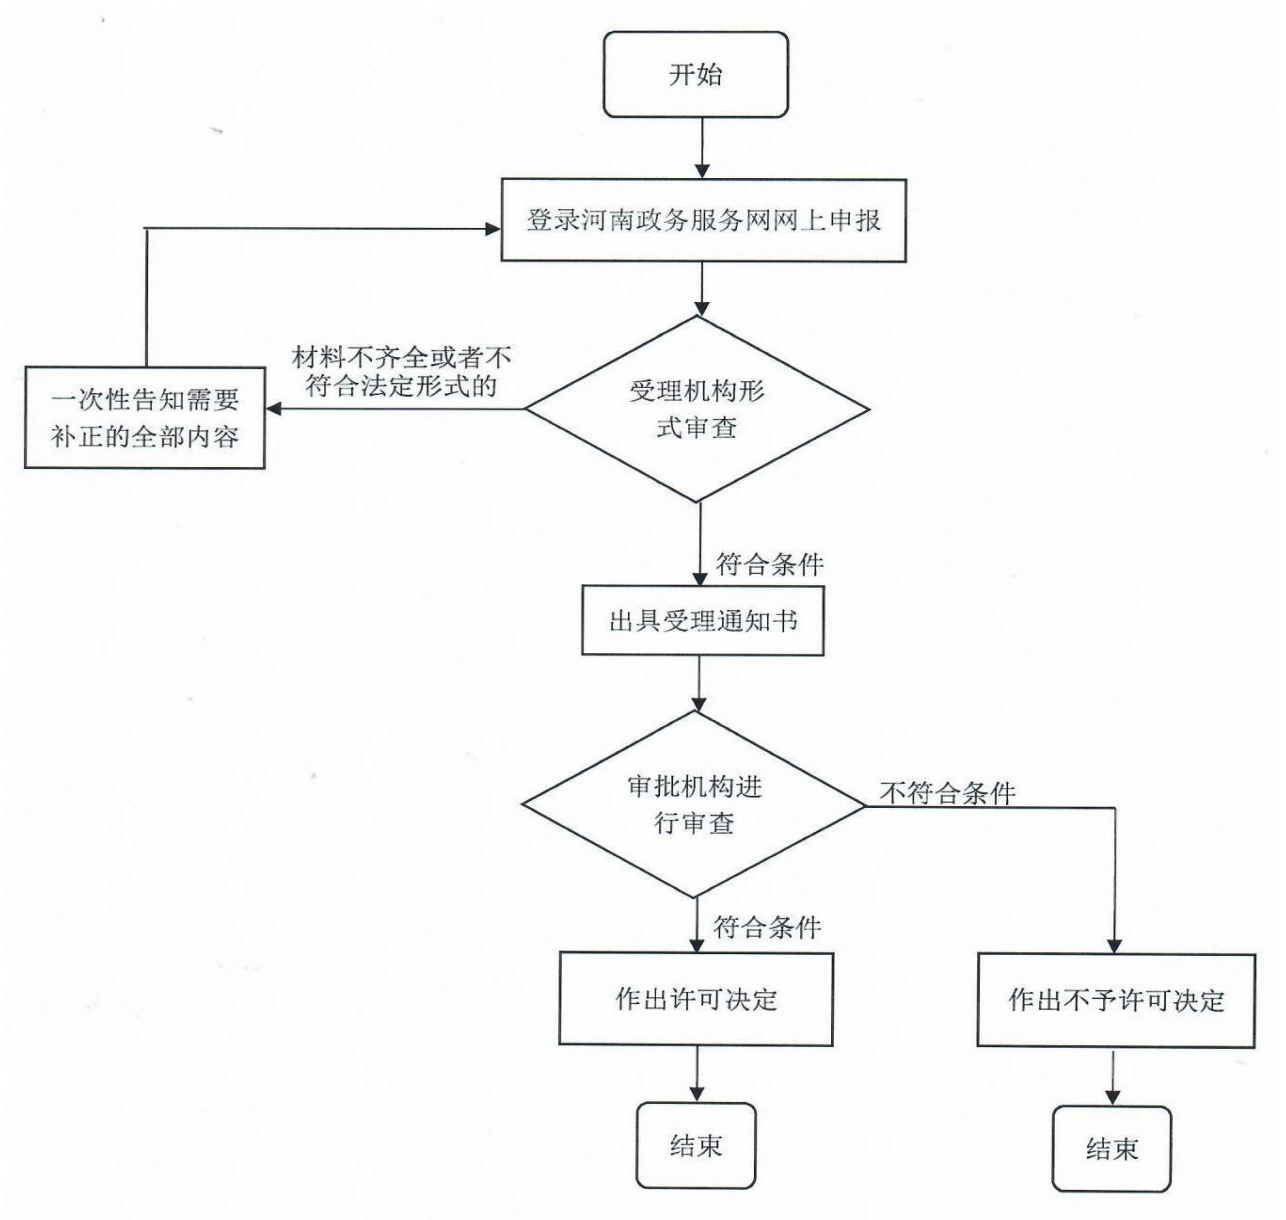 开始
登录河南政务服务网网上申报
材料不齐全或者不
符合法定形式的
一次性告知需要
补正的全部内容
受理机构形
式审查
符合条件
出具受理通知书
审批机构进
行审查
不符合条件
符合条件
作出许可决定
作出不予许可决定
结束
结束